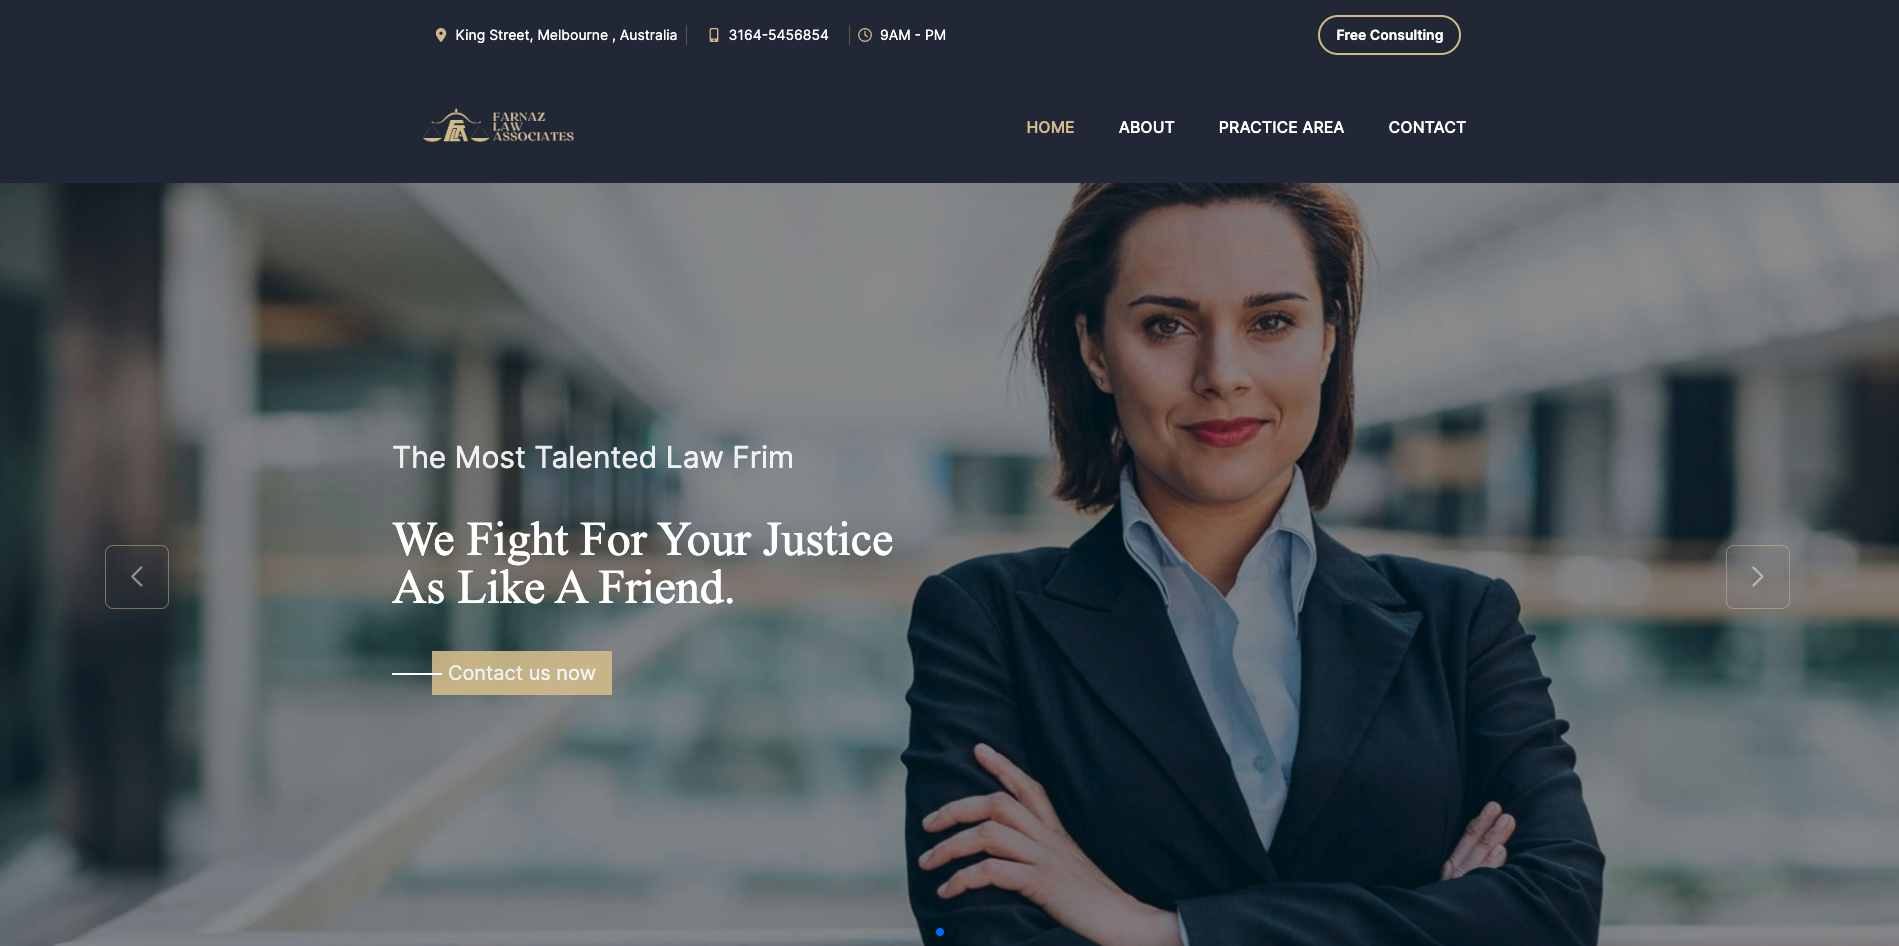 King Street, Melbourne , Australia
3164-5456854
9AM - PM
Free Consulting
FARNAZ
LAW
ASSOCIATES
HOME
ABOUT
PRACTICE AREA
CONTACT
The Most Talented Law Frim
We Fight For Your Justice
As Like A Friend.
Contact us now